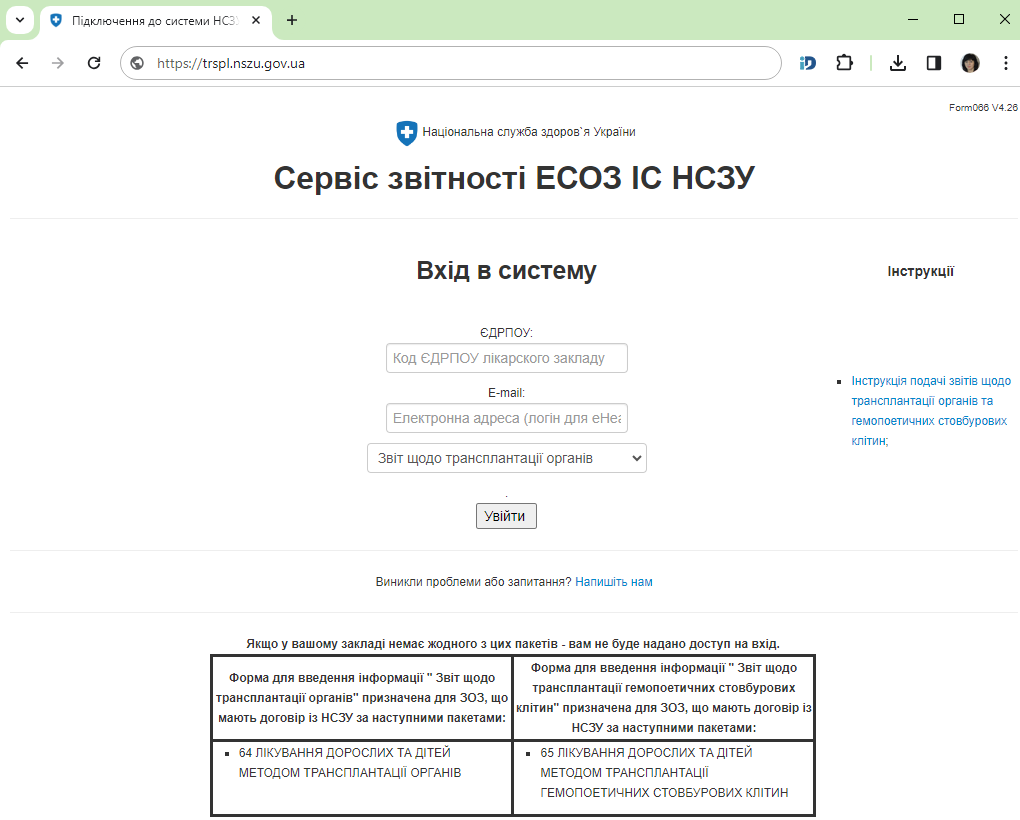 Підключення до системи НСЗУ
https://trspl.nszu.gov.ua
Form066 V4.26
Національна служба здоров`я України
Сервіс звітності ЕСОЗ ІС НСЗУ
Вхід в систему
Інструкції
ЄДРПОУ:
Код ЄДРПОУ лікарского закладу
E-mail:
Електронна адреса (логін для eHea
Звіт щодо трансплантації органів
.
Увійти
Інструкція подачі звітів щодо
трансплантації органів та
гемопоетичних стовбурових
клітин;
Виникли проблеми або запитання? Напишіть нам
Якщо у вашому закладі немає жодного з цих пакетів - вам не буде надано доступ на вхід.
Форма для введення інформації " Звіт щодо
трансплантації органів" призначена для ЗОЗ, що
мають договір із НСЗУ за наступними пакетами:
Форма для введення інформації " Звіт щодо
трансплантації гемопоетичних стовбурових
клітин" призначена для ЗОЗ, що мають договір із
НСЗУ за наступними пакетами:
64 ЛІКУВАННЯ ДОРОСЛИХ ТА ДІТЕЙ
МЕТОДОМ ТРАНСПЛАНТАЦІЇ ОРГАНІВ
65 ЛІКУВАННЯ ДОРОСЛИХ ТА ДІТЕЙ
МЕТОДОМ ТРАНСПЛАНТАЦІЇ
ГЕМОПОЕТИЧНИХ СТОВБУРОВИХ КЛІТИН